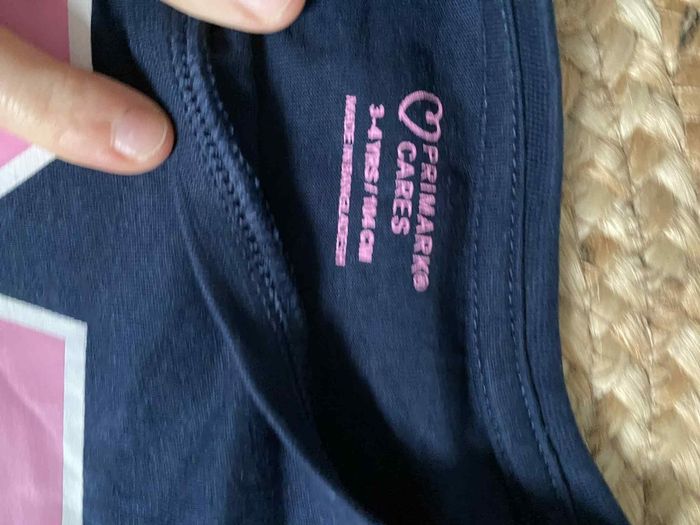 PRIMARK®
CARES
3-4 YRS / 104 CM
MADE IN BANGLADESH